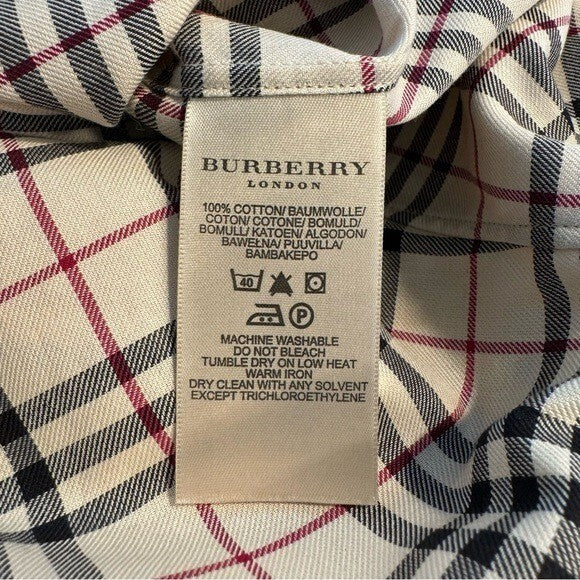 BURBERRY
LONDON
100% COTTON/ BAUMWOLLE/
COTON/ COTONE/ BOMULD/
BOMULL/ KATOEN/ ALGODON/
BAWEŁNA/ PUUVILLA/
ΒΑΜΒΑΚΕΡΟ
40
P
MACHINE WASHABLE
DO NOT BLEACH
TUMBLE DRY ON LOW HEAT
WARM IRON
DRY CLEAN WITH ANY SOLVENT
EXCEPT TRICHLOROETHYLENE